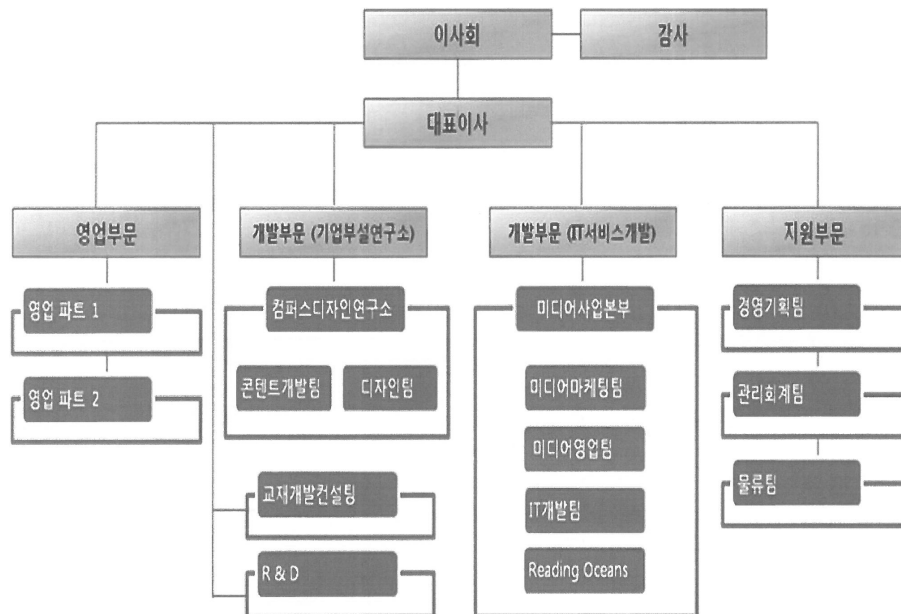 이사회
감사
대표이사
영업부문
개발부문 (기업부설연구소)
개발부문 (IT서비스개발)
지원부문
영업 파트 1
영업 파트 2
컴퍼스디자인연구소
콘텐트개발팀
디자인팀
교재개발컨설팅
R & D
미디어사업본부
미디어마케팅팀
미디어영업팀
IT개발팀
Reading Oceans
경영기획팀
관리회계팀
물류팀